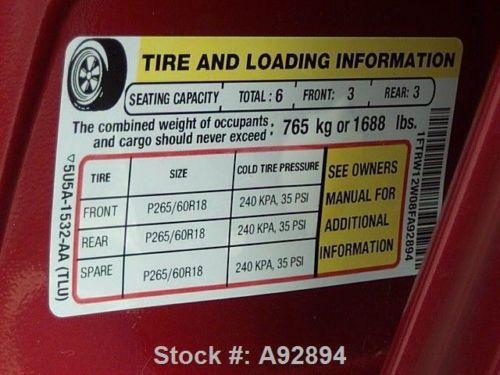 TIRE AND LOADING INFORMATION
SEATING CAPACITY TOTAL : 6 FRONT: 3 REAR: 3
The combined weight of occupants and cargo should never exceed : 765 kg or 1688 lbs.
TIRE SIZE COLD TIRE PRESSURE
FRONT P265/60R18 240 KPA, 35 PSI
REAR P265/60R18 240 KPA, 35 PSI
SPARE P265/60R18 240 KPA, 35 PSI
SEE OWNERS
MANUAL FOR
ADDITIONAL
INFORMATION
5U5A-1532-AA (TLU)
1FTRW12W08FA92894
Stock #: A92894